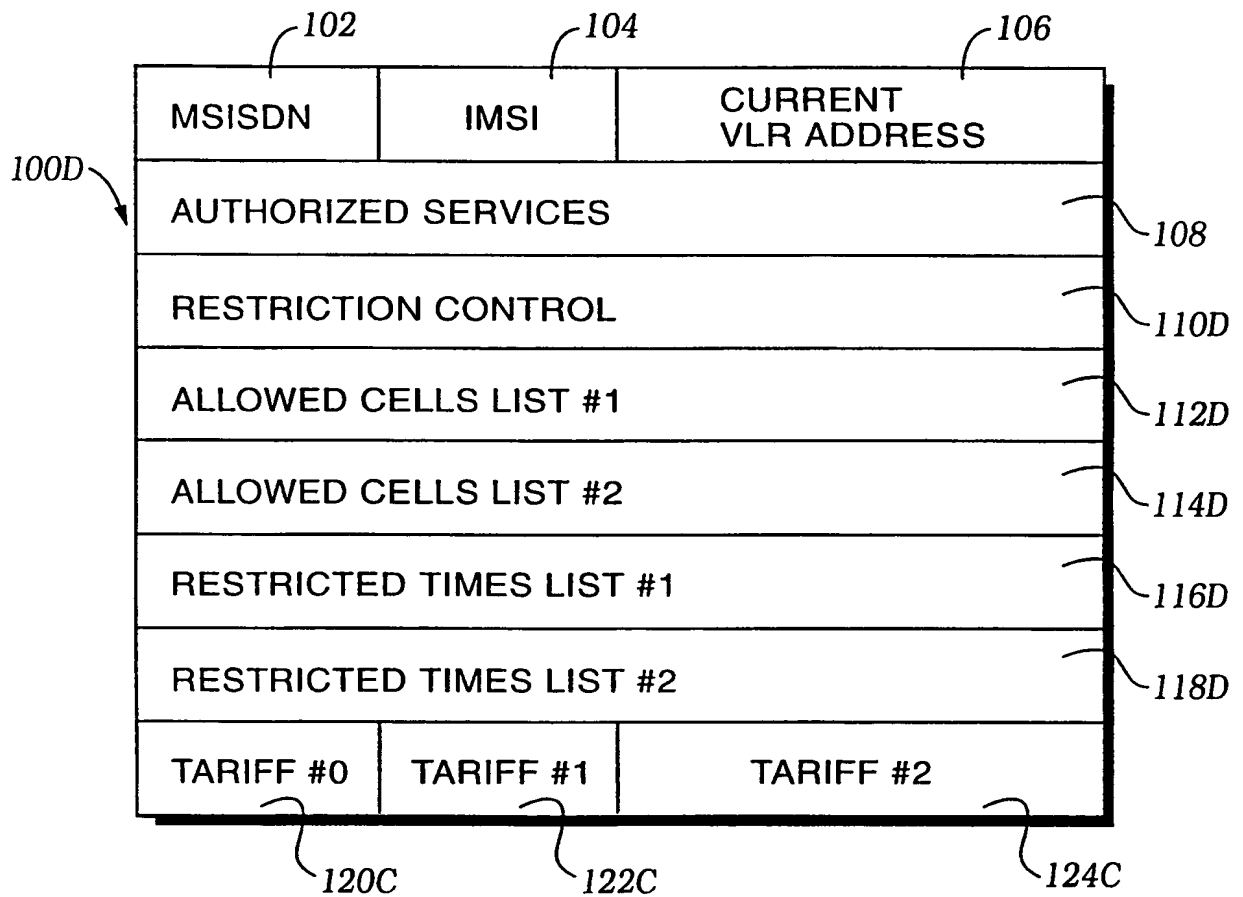 102
104
106
MSISDN
IMSI
CURRENT
VLR ADDRESS
100D
AUTHORIZED SERVICES
108
RESTRICTION CONTROL
110D
ALLOWED CELLS LIST #1
112D
ALLOWED CELLS LIST #2
114D
RESTRICTED TIMES LIST #1
116D
RESTRICTED TIMES LIST #2
118D
TARIFF #0
TARIFF #1
TARIFF #2
120C
122C
124C